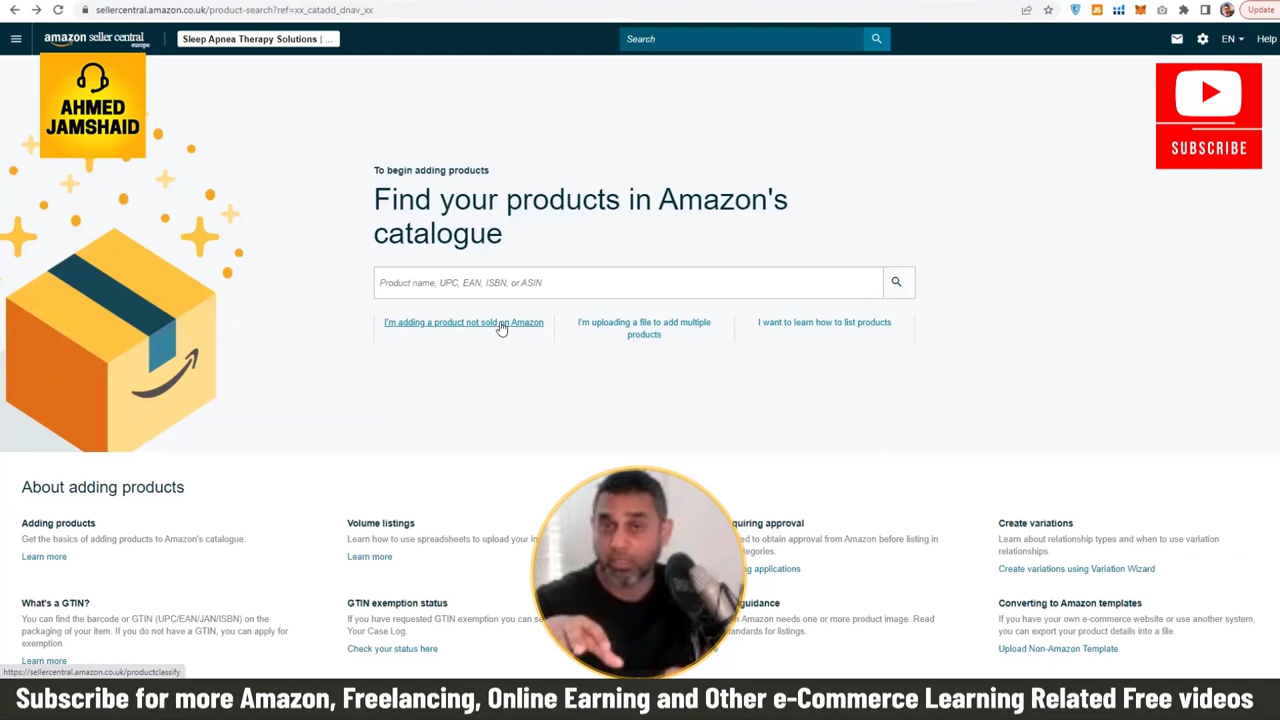 sellercentral.amazon.co.uk/product-search?ref=xx_catadd_dnav_xx
Update
amazon seller central
europe
Sleep Apnea Therapy Solutions | ...
Search
EN
Help
AHMED
JAMSHAID
SUBSCRIBE
To begin adding products
Find your products in Amazon's
catalogue
Product name, UPC, EAN, ISBN, or ASIN
I'm adding a product not sold on Amazon
I'm uploading a file to add multiple
products
I want to learn how to list products
About adding products
Adding products
Get the basics of adding products to Amazon's catalogue.
Learn more
Volume listings
Learn how to use spreadsheets to upload your
Learn more
approval
to obtain approval from Amazon before listing in
applications
Create variations
Learn about relationship types and when to use variation
relationships.
Create variations using Variation Wizard
What's a GTIN?
You can find the barcode or GTIN (UPC/EAN/JAN/ISBN) on the
packaging of your item. If you do not have a GTIN, you can apply for
exemption.
Learn more
GTIN exemption status
If you have requested GTIN exemption you can
Your Case Log.
Check your status here
guidance
Amazon needs one or more product image. Read
for listings.
Converting to Amazon templates
If you have your own e-commerce website or use another system,
you can export your product details into a file.
Upload Non-Amazon Template
https://sellercentral.amazon.co.uk/productclassify
Subscribe for more Amazon, Freelancing, Online Earning and Other e-Commerce Learning Related Free videos